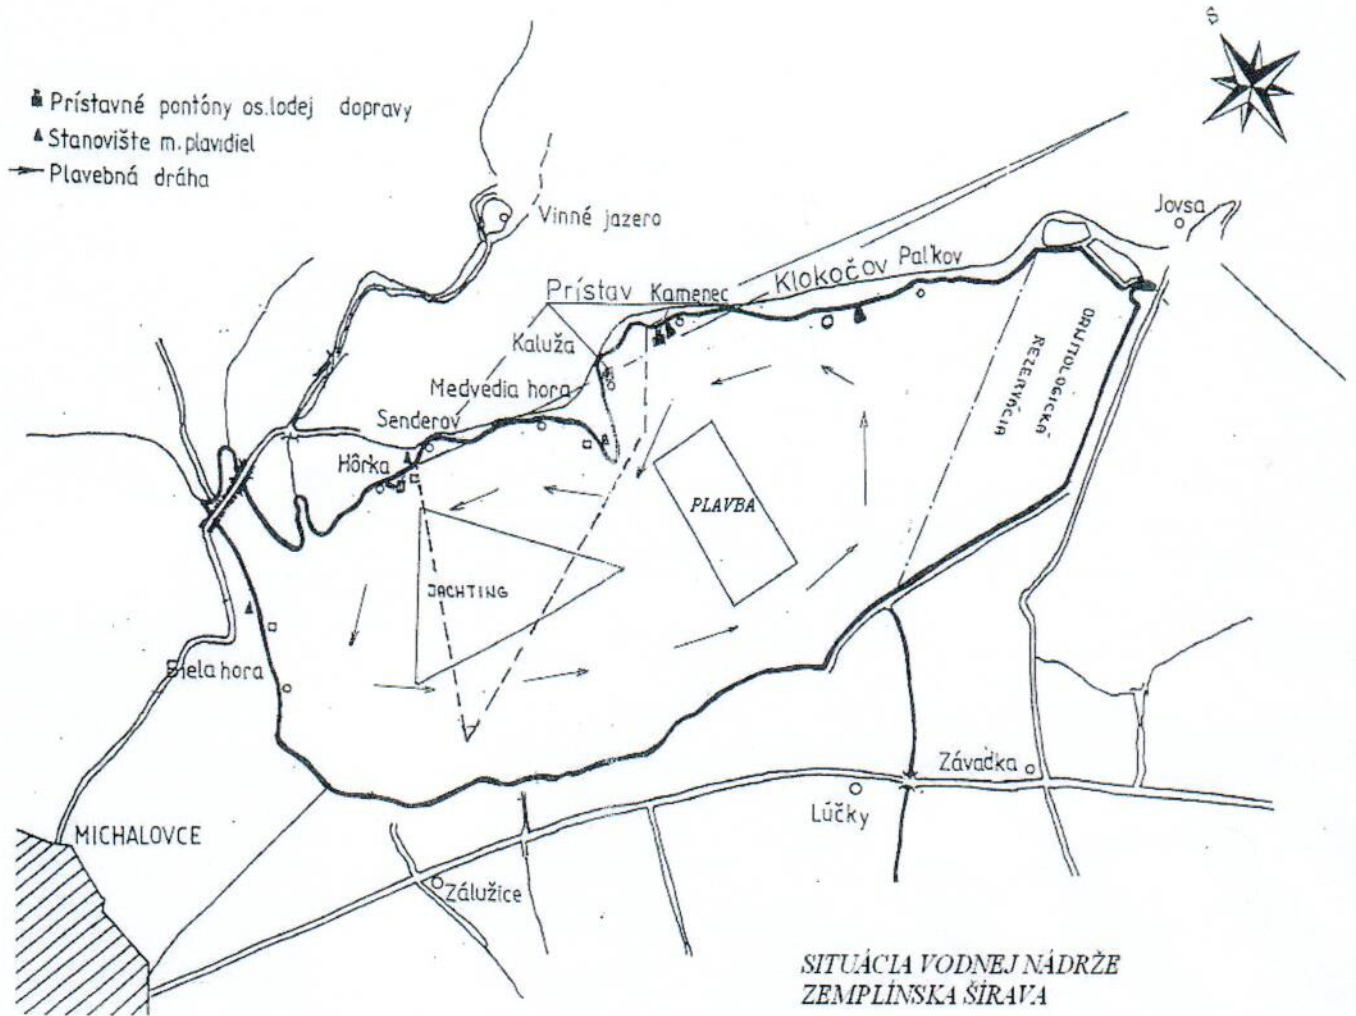 S
Prístavné pontóny os.lodej dopravy
Stanovište m.plavidiel
Plavebná dráha
Vinné jazero
Jovsa
Prístav
Kamenec
Klokočov
Paľkov
Kaluža
Medvedia hora
Senderov
Hôrka
ORNITOLOGICKÁ
REZERVÁCIA
PLAVBA
JACHTING
Biela hora
Závadka
Lúčky
MICHALOVCE
Zálužice
SITUÁCIA VODNEJ NÁDRŽE
ZEMPLÍNSKA ŠÍRAVA